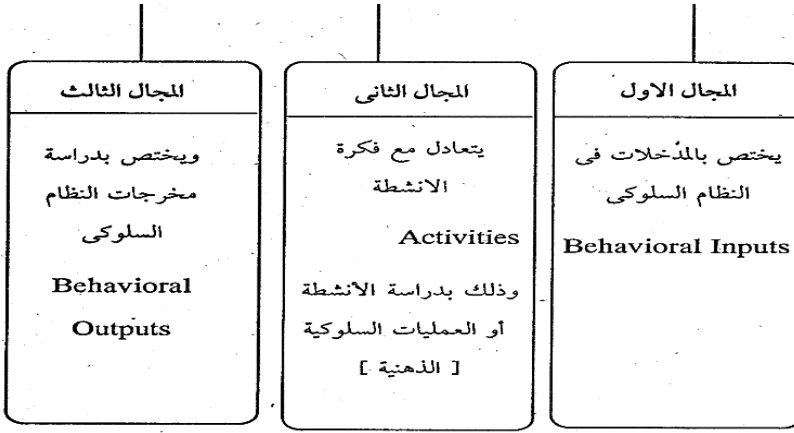 المجال الاول
يختص بالمدخلات فى
النظام السلوكى
Behavioral Inputs
المجال الثانى
يتعادل مع فكرة
الانشطة
Activities
وذلك بدراسة الأنشطة
أو العمليات السلوكية
[ الذهنية ]
المجال الثالث
ويختص بدراسة
مخرجات النظام
السلوكى
Behavioral
Outputs